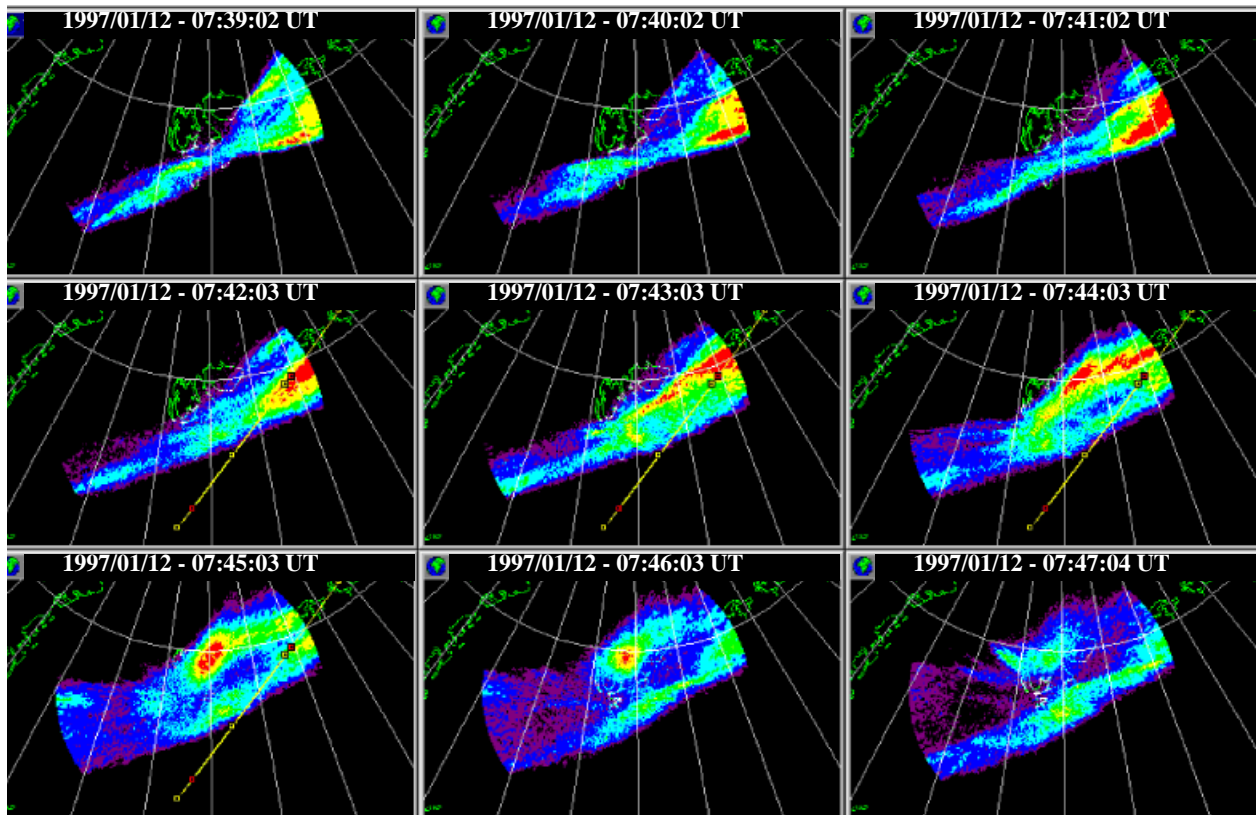 1997/01/12 - 07:39:02 UT
1997/01/12 - 07:40:02 UT
1997/01/12 - 07:41:02 UT
1997/01/12 - 07:42:03 UT
1997/01/12 - 07:43:03 UT
1997/01/12 - 07:44:03 UT
1997/01/12 - 07:45:03 UT
1997/01/12 - 07:46:03 UT
1997/01/12 - 07:47:04 UT